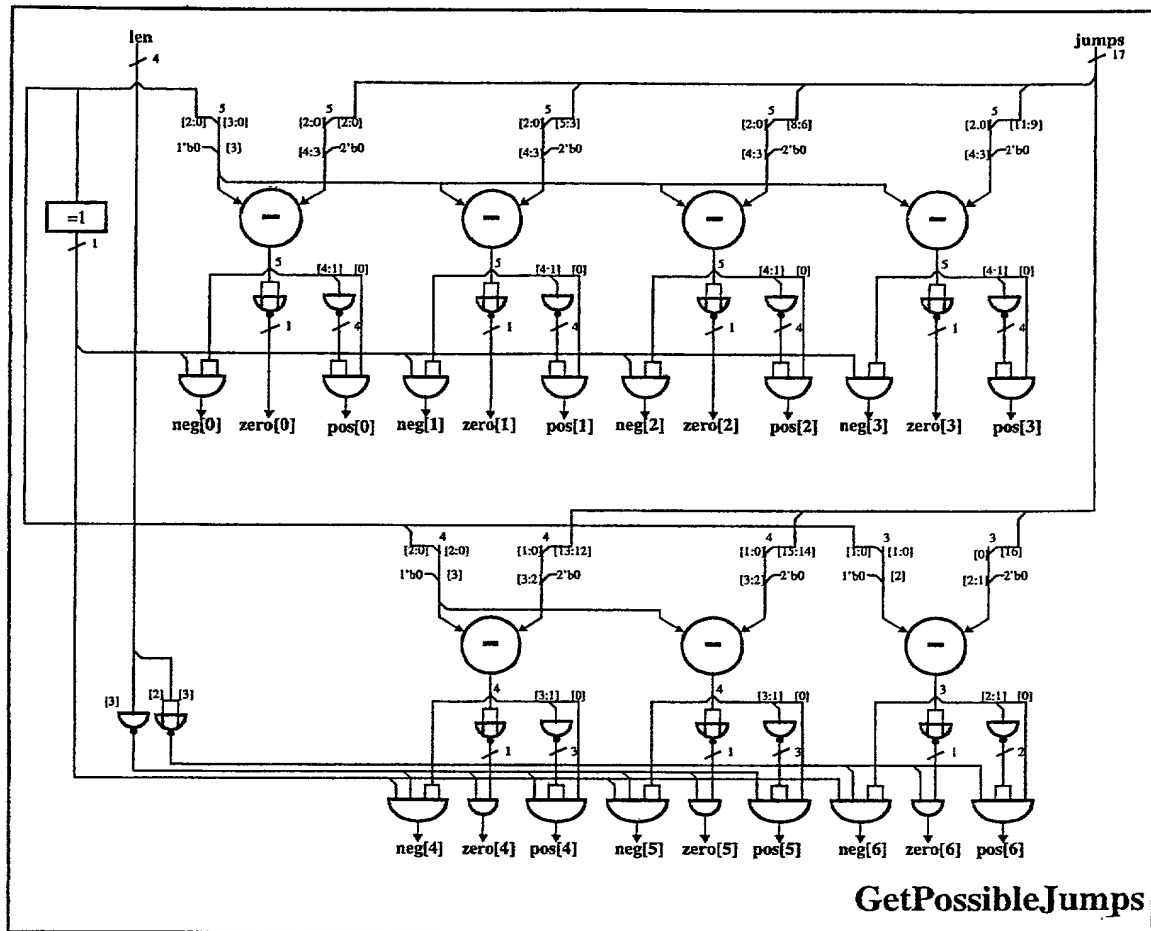 len
jumps
4
17
5
5
5
5
5
[2:0] [3:0]
[2:0] [2:0]
[2:0] [5:3]
[2:0] [8:6]
[2:0] [11:9]
1'b0 [3]
[4:3] 2'b0
[4:3] 2'b0
[4:3] 2'b0
[4:3] 2'b0
=1
1
5 [4:1] [0]
5 [4:1] [0]
5 [4:1] [0]
5 [4:1] [0]
1 4
1 4
1 4
1 4
neg[0] zero[0] pos[0] neg[1] zero[1] pos[1] neg[2] zero[2] pos[2] neg[3] zero[3] pos[3]
4
4
4
3
3
[2:0] [2:0]
[1:0] [13:12]
[1:0] [15:14]
[1:0] [1:0]
[0] [16]
1'b0 [3]
[3:2] 2'b0
[3:2] 2'b0
1'b0 [2]
[2:1] 2'b0
[3]
[2] [3]
4 [3:1] [0]
4 [3:1] [0]
3 [2:1] [0]
1 3
1 3
1 2
neg[4] zero[4] pos[4] neg[5] zero[5] pos[5] neg[6] zero[6] pos[6]
GetPossibleJumps